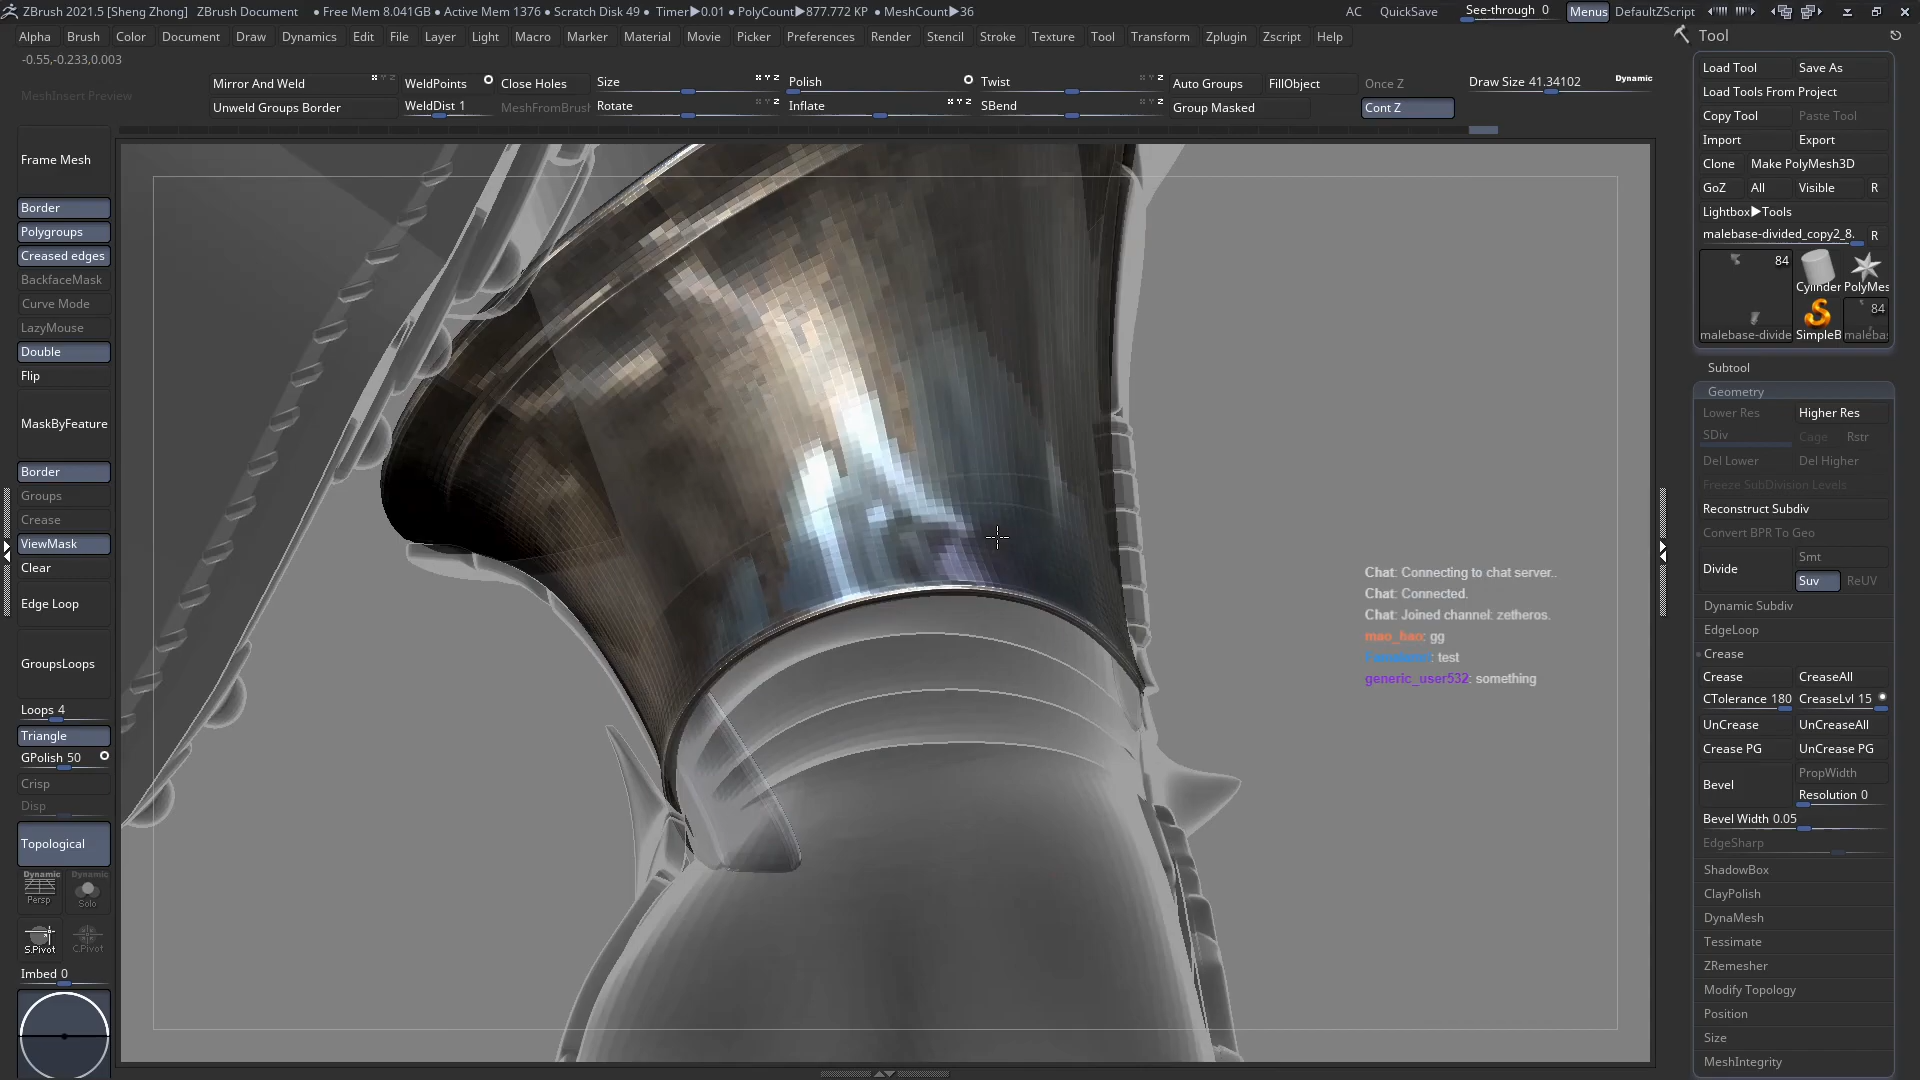 ZBrush 2021.5 [Sheng Zhong] ZBrush Document • Free Mem 8.041GB • Active Mem 1376 • Scratch Disk 49 • Timer▶0.01 • PolyCount▶877.772 KP • MeshCount▶36 AC QuickSave See-through 0 Menus DefaultZScript
Alpha Brush Color Document Draw Dynamics Edit File Layer Light Macro Marker Material Movie Picker Preferences Render Stencil Stroke Texture Tool Transform Zplugin Zscript Help
-0.55,-0.233,0.003
MeshInsert Preview
Mirror And Weld WeldPoints Close Holes Size Polish Twist Auto Groups FillObject Once Z Draw Size 41.34102 Dynamic
Unweld Groups Border WeldDist 1 MeshFromBrush Rotate Inflate SBend Group Masked Cont Z
Frame Mesh
Border
Polygroups
Creased edges
BackfaceMask
Curve Mode
LazyMouse
Double
Flip
MaskByFeature
Border
Groups
Crease
ViewMask
Clear
Edge Loop
GroupsLoops
Loops 4
Triangle
GPolish 50
Crisp
Disp
Topological
Dynamic Dynamic
Persp Solo
S.Pivot C.Pivot
Imbed 0
Chat: Connecting to chat server..
Chat: Connected.
Chat: Joined channel: zetheros.
mao_hao: gg
: test
generic_user532: something
Tool
Load Tool Save As
Load Tools From Project
Copy Tool Paste Tool
Import Export
Clone Make PolyMesh3D
GoZ All Visible R
Lightbox▶Tools
malebase-divided_copy2_8. R
84
Cylinder PolyMes
84
malebase-divide SimpleB maleba
Subtool
Geometry
Lower Res Higher Res
SDiv Cage Rstr
Del Lower Del Higher
Freeze SubDivision Levels
Reconstruct Subdiv
Convert BPR To Geo
Divide Smt
Suv ReUV
Dynamic Subdiv
EdgeLoop
Crease
Crease CreaseAll
CTolerance 180 CreaseLvl 15
UnCrease UnCreaseAll
Crease PG UnCrease PG
Bevel PropWidth
Resolution 0
Bevel Width 0.05
EdgeSharp
ShadowBox
ClayPolish
DynaMesh
Tessimate
ZRemesher
Modify Topology
Position
Size
MeshIntegrity